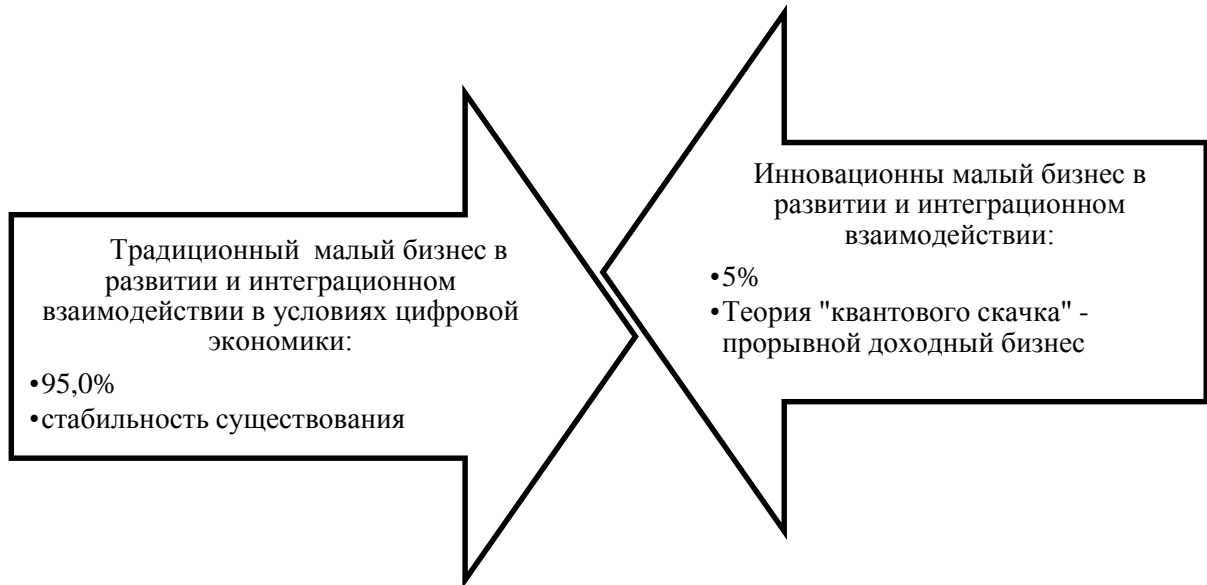 Традиционный малый бизнес в
развитии и интеграционном
взаимодействии в условиях цифровой
экономики:
•95,0%
•стабильность существования
Инновационны малый бизнес в
развитии и интеграционном
взаимодействии:
•5%
•Теория "квантового скачка" -
прорывной доходный бизнес